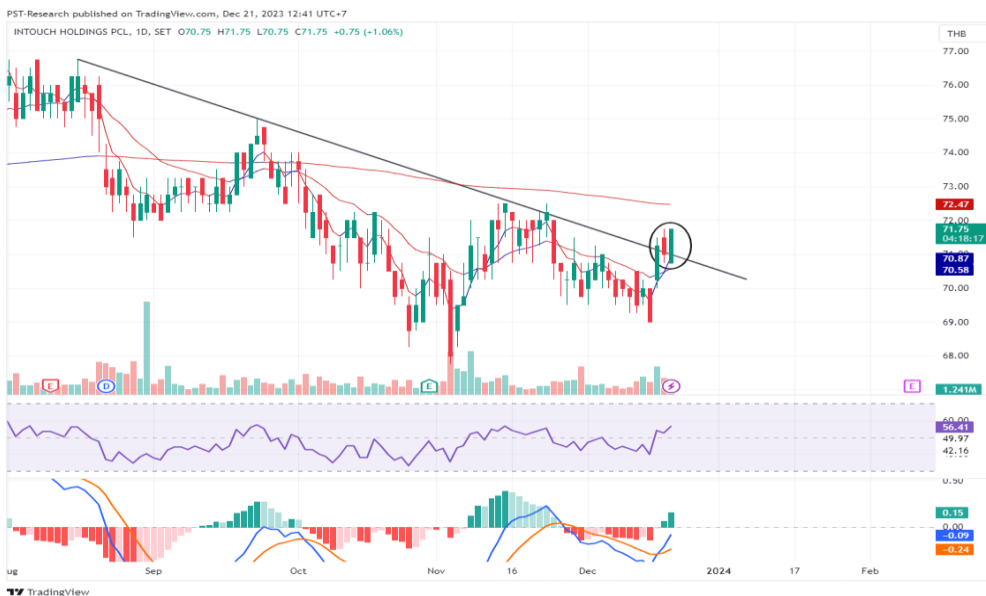 PST-Research published on TradingView.com, Dec 21, 2023 12:41 UTC+7
INTOUCH HOLDINGS PCL, 1D, SET O70.75 H71.75 L70.75 C71.75 +0.75 (+1.06%)
THB
77.00
76.00
75.00
74.00
73.00
72.47
72.00
71.75
04:18:17
70.87
70.58
70.00
69.00
68.00
E
D
E
E
1.241M
60.00
56.41
49.97
42.16
0.50
0.15
0.00
-0.09
-0.24
ug Sep Oct Nov 16 Dec 2024 17 Feb
TradingView